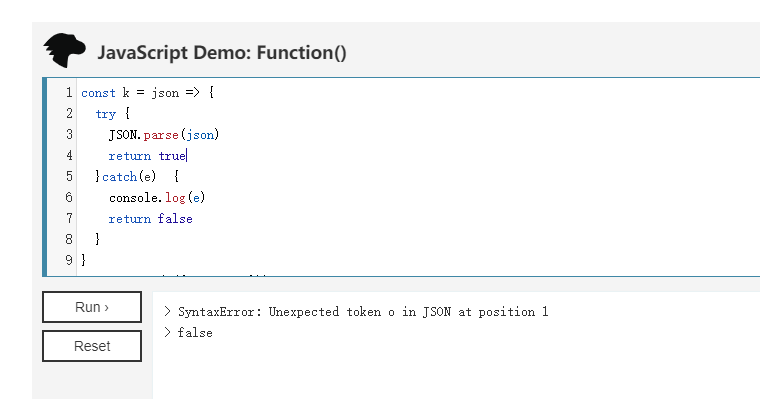 JavaScript Demo: Function()
1 const k = json => {
2 try {
3 JSON.parse(json)
4 return true
5 }catch(e) {
6 console.log(e)
7 return false
8 }
9 }
Run ›
> SyntaxError: Unexpected token o in JSON at position 1
> false
Reset